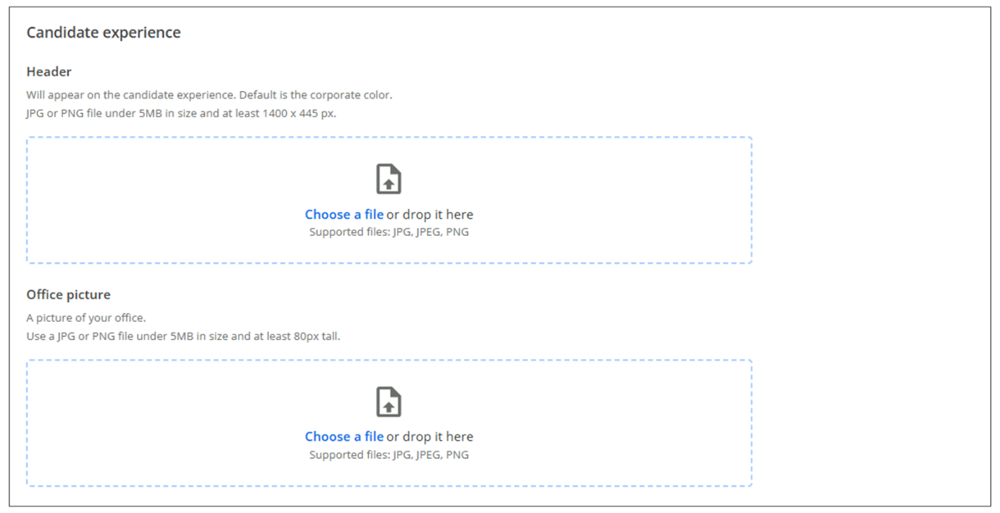 Candidate experience
Header
Will appear on the candidate experience. Default is the corporate color.
JPG or PNG file under 5MB in size and at least 1400 x 445 px.
Choose a file or drop it here
Supported files: JPG, JPEG, PNG
Office picture
A picture of your office.
Use a JPG or PNG file under 5MB in size and at least 80px tall.
Choose a file or drop it here
Supported files: JPG, JPEG, PNG